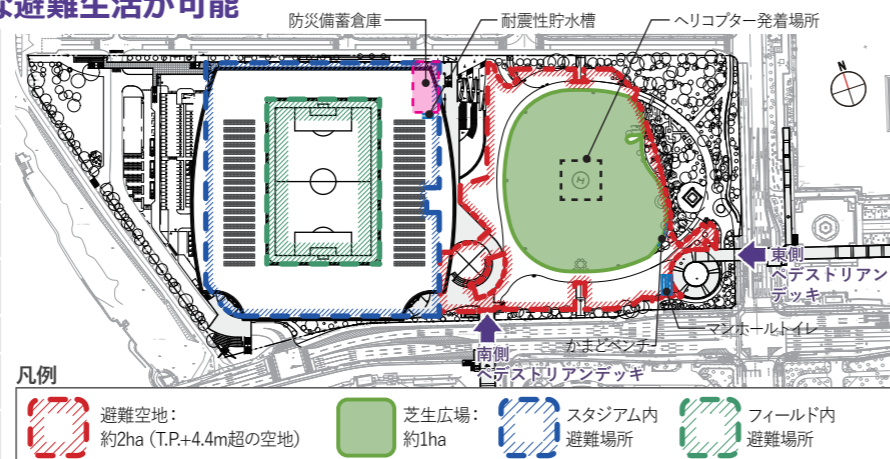 な避難生活が可能
防災備蓄倉庫
耐震性貯水槽
ヘリコプター発着場所
N
H
東側
ペデストリアン
デッキ
マンホールトイレ
かまどベンチ
南側
ペデストリアンデッキ
凡例
避難空地：
約2ha（T.P.+4.4m超の空地）
芝生広場：
約1ha
スタジアム内
避難場所
フィールド内
避難場所